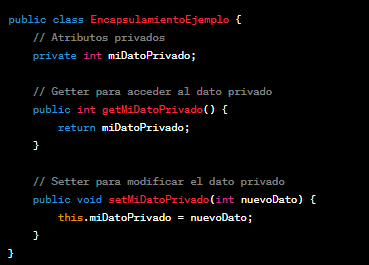 public class EncapsulamientoEjemplo {
    // Atributos privados
    private int miDatoPrivado;

    // Getter para acceder al dato privado
    public int getMiDatoPrivado() {
        return miDatoPrivado;
    }

    // Setter para modificar el dato privado
    public void setMiDatoPrivado(int nuevoDato) {
        this.miDatoPrivado = nuevoDato;
    }
}